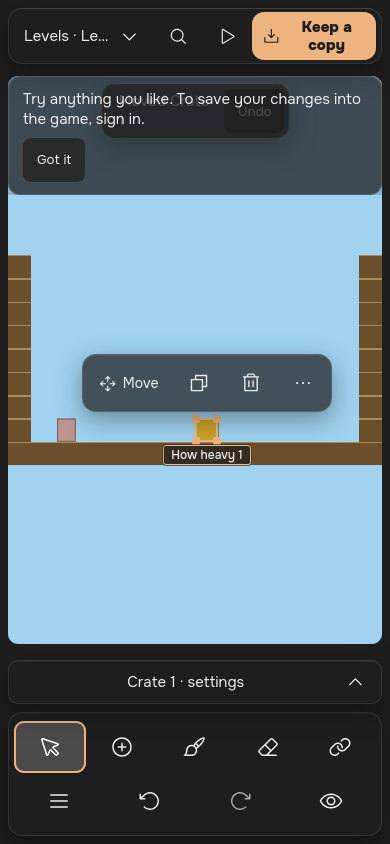 Levels · Le...
Keep a
copy
Try anything you like. To save your changes into
the game, sign in.
Undo
Got it
Move
How heavy 1
Crate 1 · settings